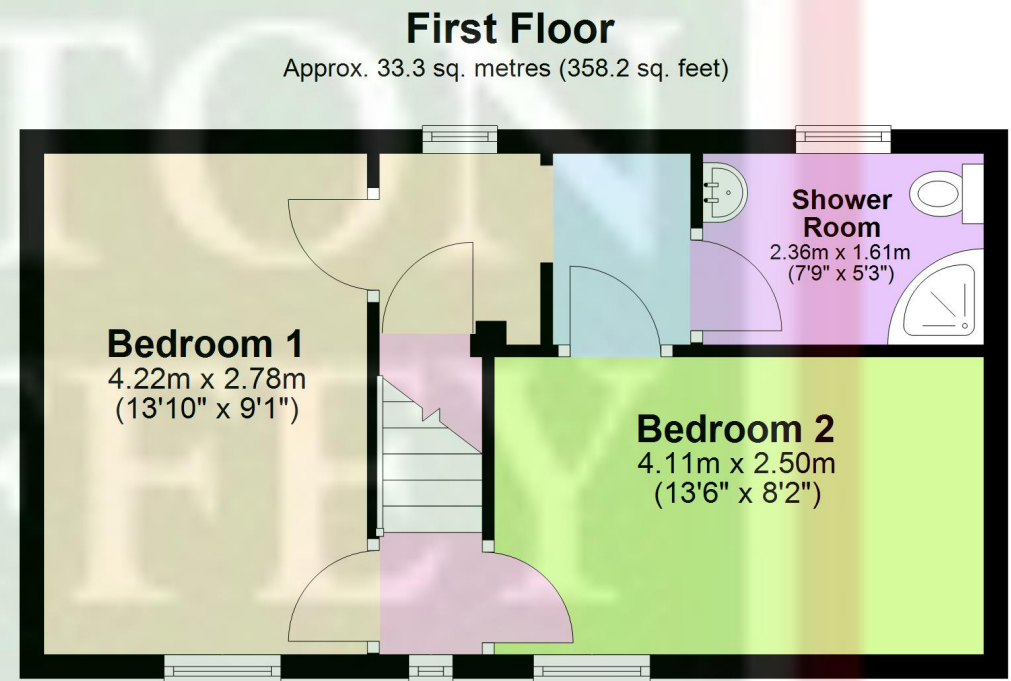 First Floor
Approx. 33.3 sq. metres (358.2 sq. feet)
Shower
Room
2.36m x 1.61m
(7'9" x 5'3")
Bedroom 1
4.22m x 2.78m
(13'10" x 9'1")
Bedroom 2
4.11m x 2.50m
(13'6" x 8'2")